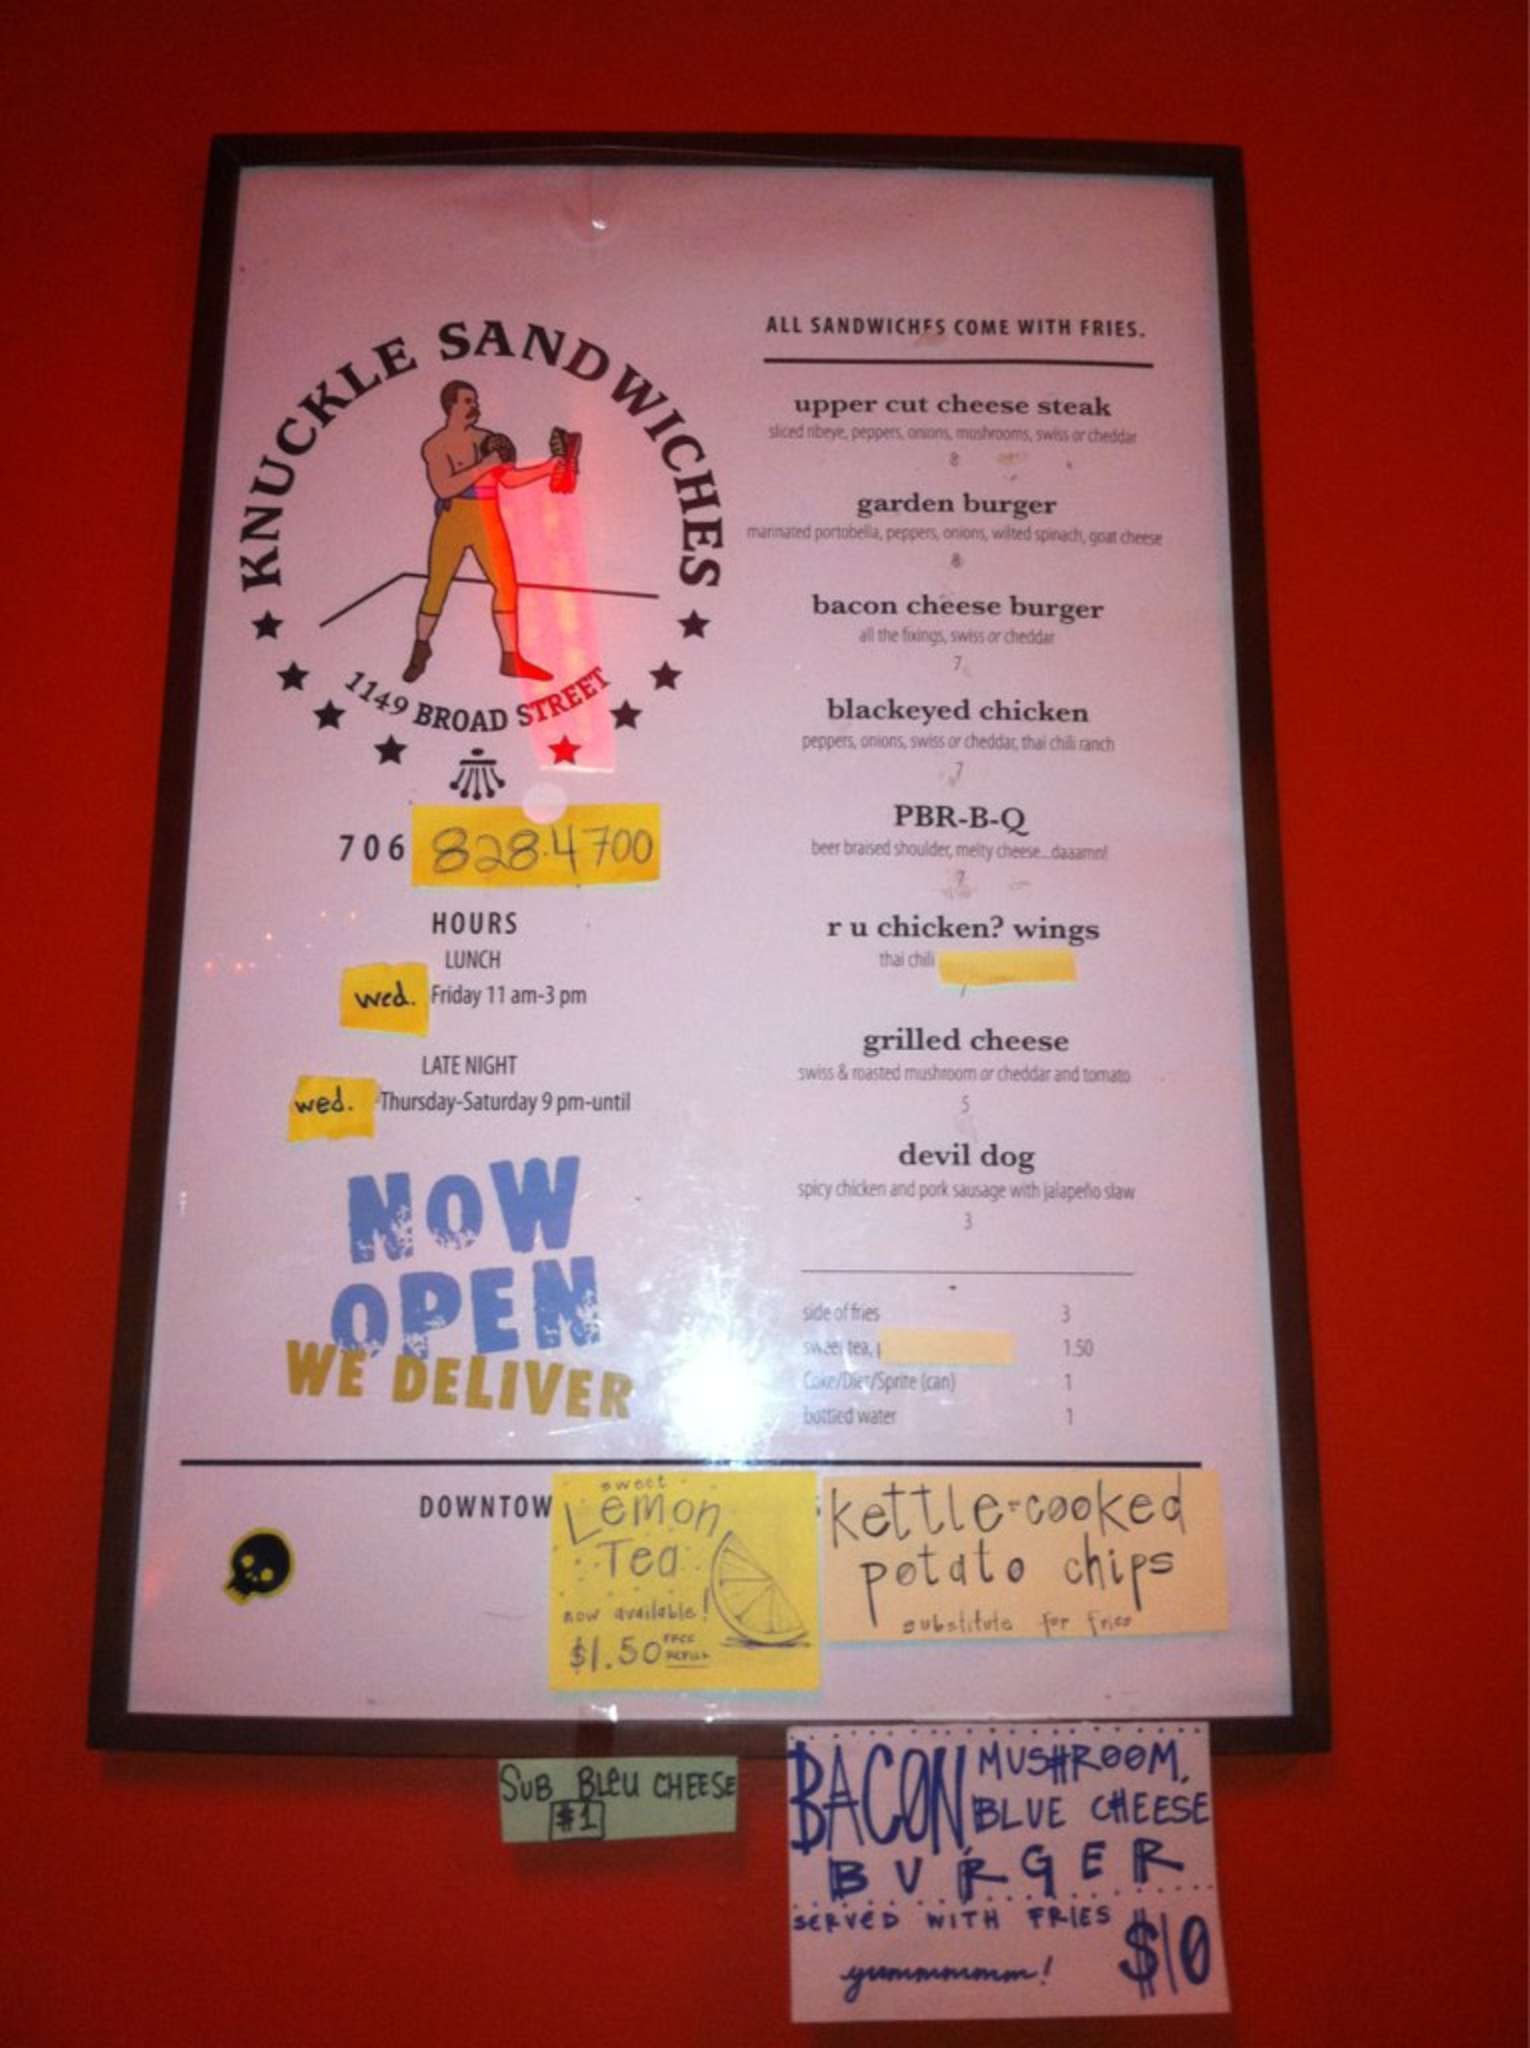 KNUCKLE SANDWICHES
1149 BROAD STREET
706 828.4700
HOURS
LUNCH
wed. Friday 11 am-3 pm
LATE NIGHT
wed. Thursday-Saturday 9 pm-until
NOW
OPEN
WE DELIVER
ALL SANDWICHES COME WITH FRIES.
upper cut cheese steak
sliced ribeye, peppers, onions, mushrooms, swiss or cheddar
8
garden burger
marinated portobella, peppers, onions, wilted spinach, goat cheese
8
bacon cheese burger
all the fixings, swiss or cheddar
7
blackeyed chicken
peppers, onions, swiss or cheddar, thai chili ranch
7
PBR-B-Q
beer braised shoulder, melty cheese...daaamn!
r u chicken? wings
thai chili
grilled cheese
swiss & roasted mushroom or cheddar and tomato
5
devil dog
spicy chicken and pork sausage with jalapeño slaw
3
side of fries 3
sweet tea, 1.50
Coke/Diet/Sprite (can) 1
bottled water 1
DOWNTOW
sweet
Lemon
Tea
now available!
$1.50 FREE
REFILL
kettle-cooked
potato chips
substitute for fries
SUB BLEU CHEESE
$1
BACON, MUSHROOM,
BLUE CHEESE
BURGER
SERVED WITH FRIES
yummmmmm!
$10